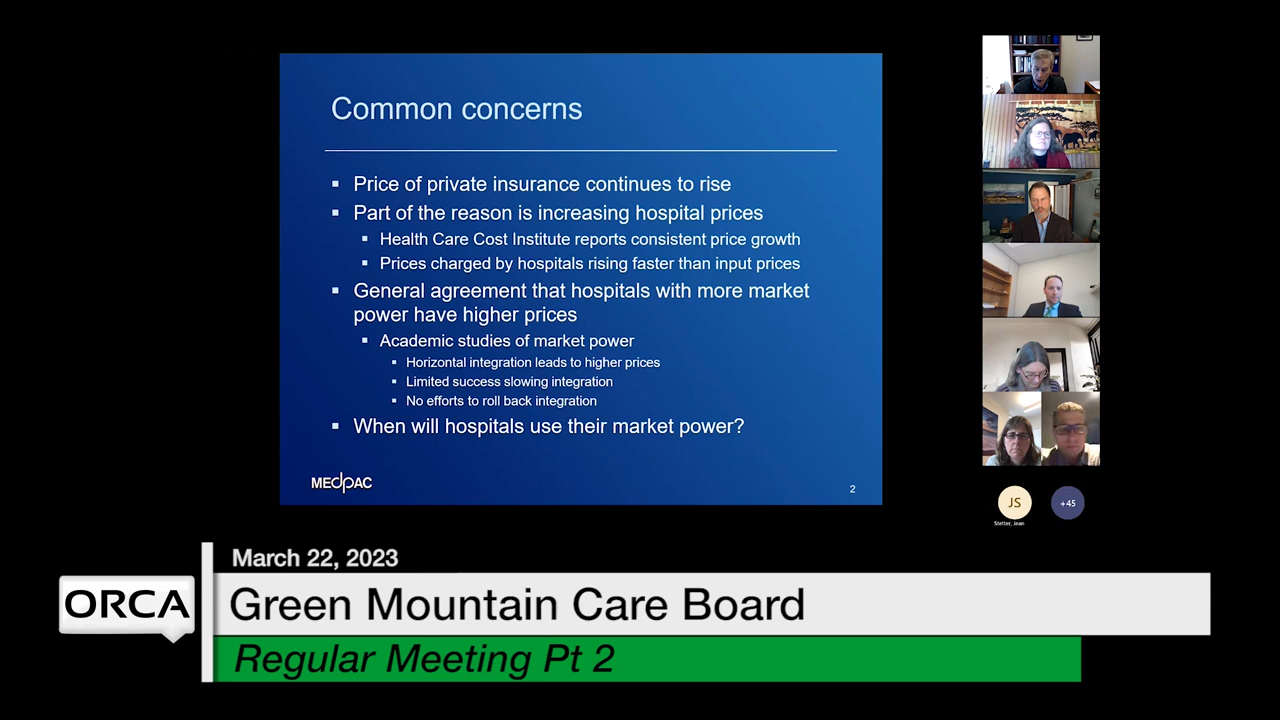 Common concerns
▪ Price of private insurance continues to rise
▪ Part of the reason is increasing hospital prices
▪ Health Care Cost Institute reports consistent price growth
▪ Prices charged by hospitals rising faster than input prices
▪ General agreement that hospitals with more market
power have higher prices
▪ Academic studies of market power
▪ Horizontal integration leads to higher prices
▪ Limited success slowing integration
▪ No efforts to roll back integration
▪ When will hospitals use their market power?
MEDPAC
2
JS
+45
Stetter, Jean
March 22, 2023
ORCA
Green Mountain Care Board
Regular Meeting Pt 2